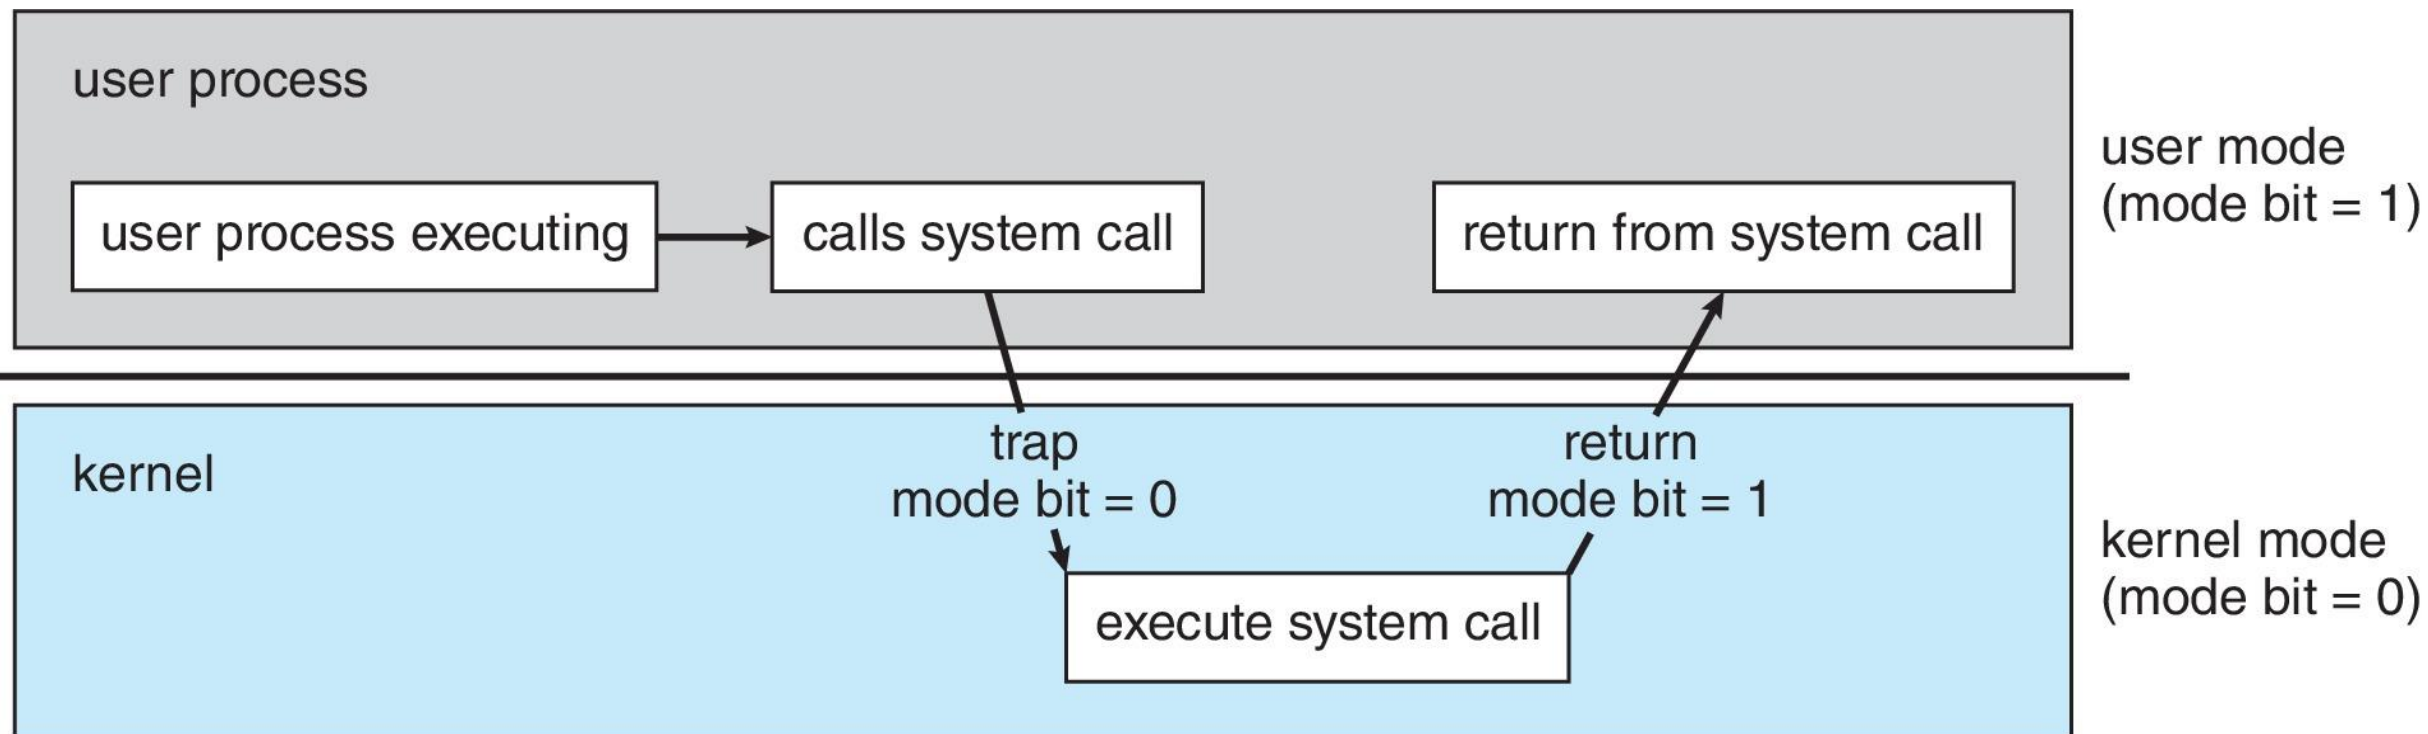 user process
user process executing
calls system call
return from system call
user mode
(mode bit = 1)
kernel
trap
mode bit = 0
return
mode bit = 1
execute system call
kernel mode
(mode bit = 0)